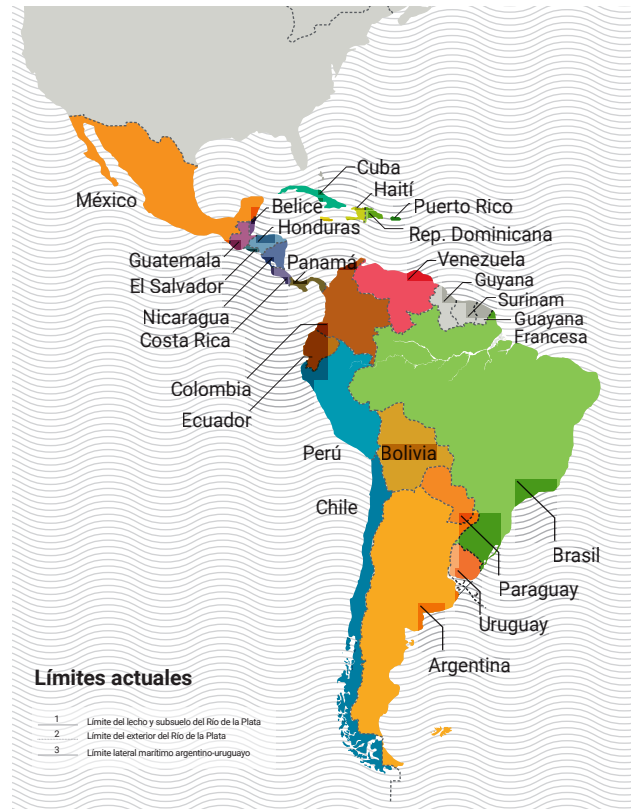 Cuba
Haití
México
Belice
Puerto Rico
Honduras
Rep. Dominicana
Guatemala
Panamá
Venezuela
El Salvador
Guyana
Surinam
Nicaragua
Guayana
Francesa
Costa Rica
Colombia
Ecuador
Perú
Bolivia
Chile
Brasil
Paraguay
Uruguay
Argentina
Límites actuales
1 Límite del lecho y subsuelo del Río de la Plata
2 Límite del exterior del Río de la Plata
3 Límite lateral marítimo argentino-uruguayo